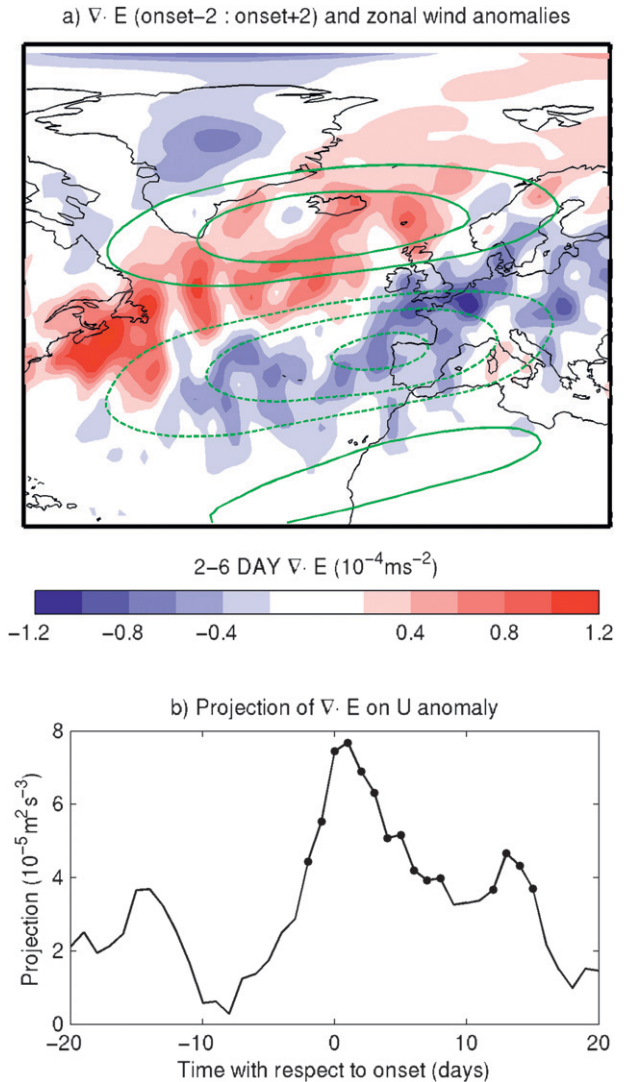 a) ∇· E (onset−2 : onset+2) and zonal wind anomalies
2−6 DAY ∇· E (10⁻⁴ms⁻²)
−1.2 −0.8 −0.4 0.4 0.8 1.2
b) Projection of ∇· E on U anomaly
Projection (10⁻⁵m²s⁻³)
8
6
4
2
0
−20 −10 0 10 20
Time with respect to onset (days)